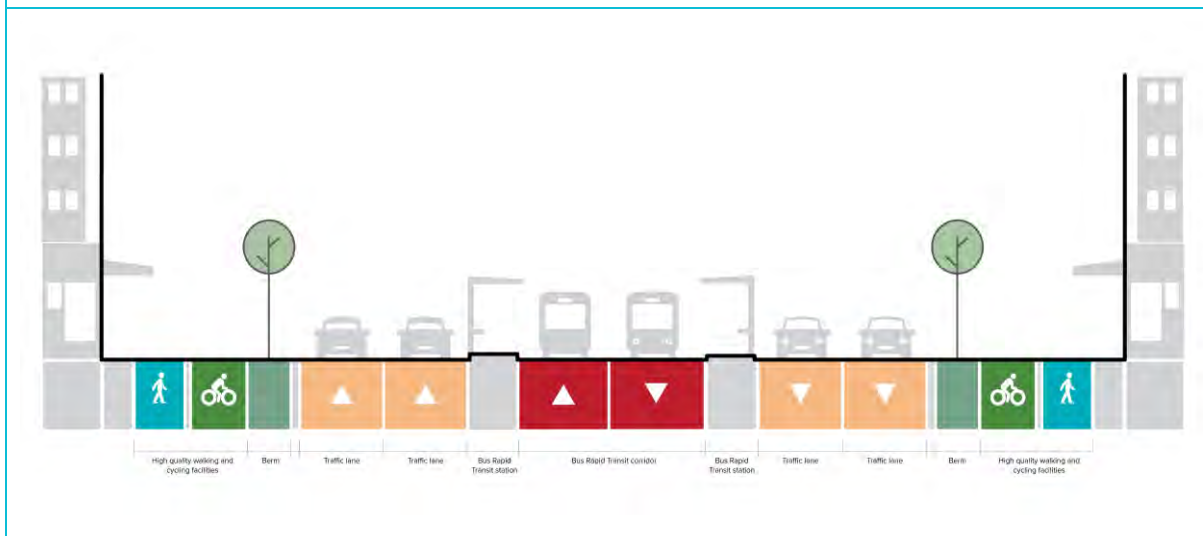 High quality walking and
cycling facilities
Berm
Traffic lane
Traffic lane
Bus Rapid
Transit station
Bus Rapid Transit corridor
Bus Rapid
Transit station
Traffic lane
Traffic lane
Berm
High quality walking and
cycling facilities